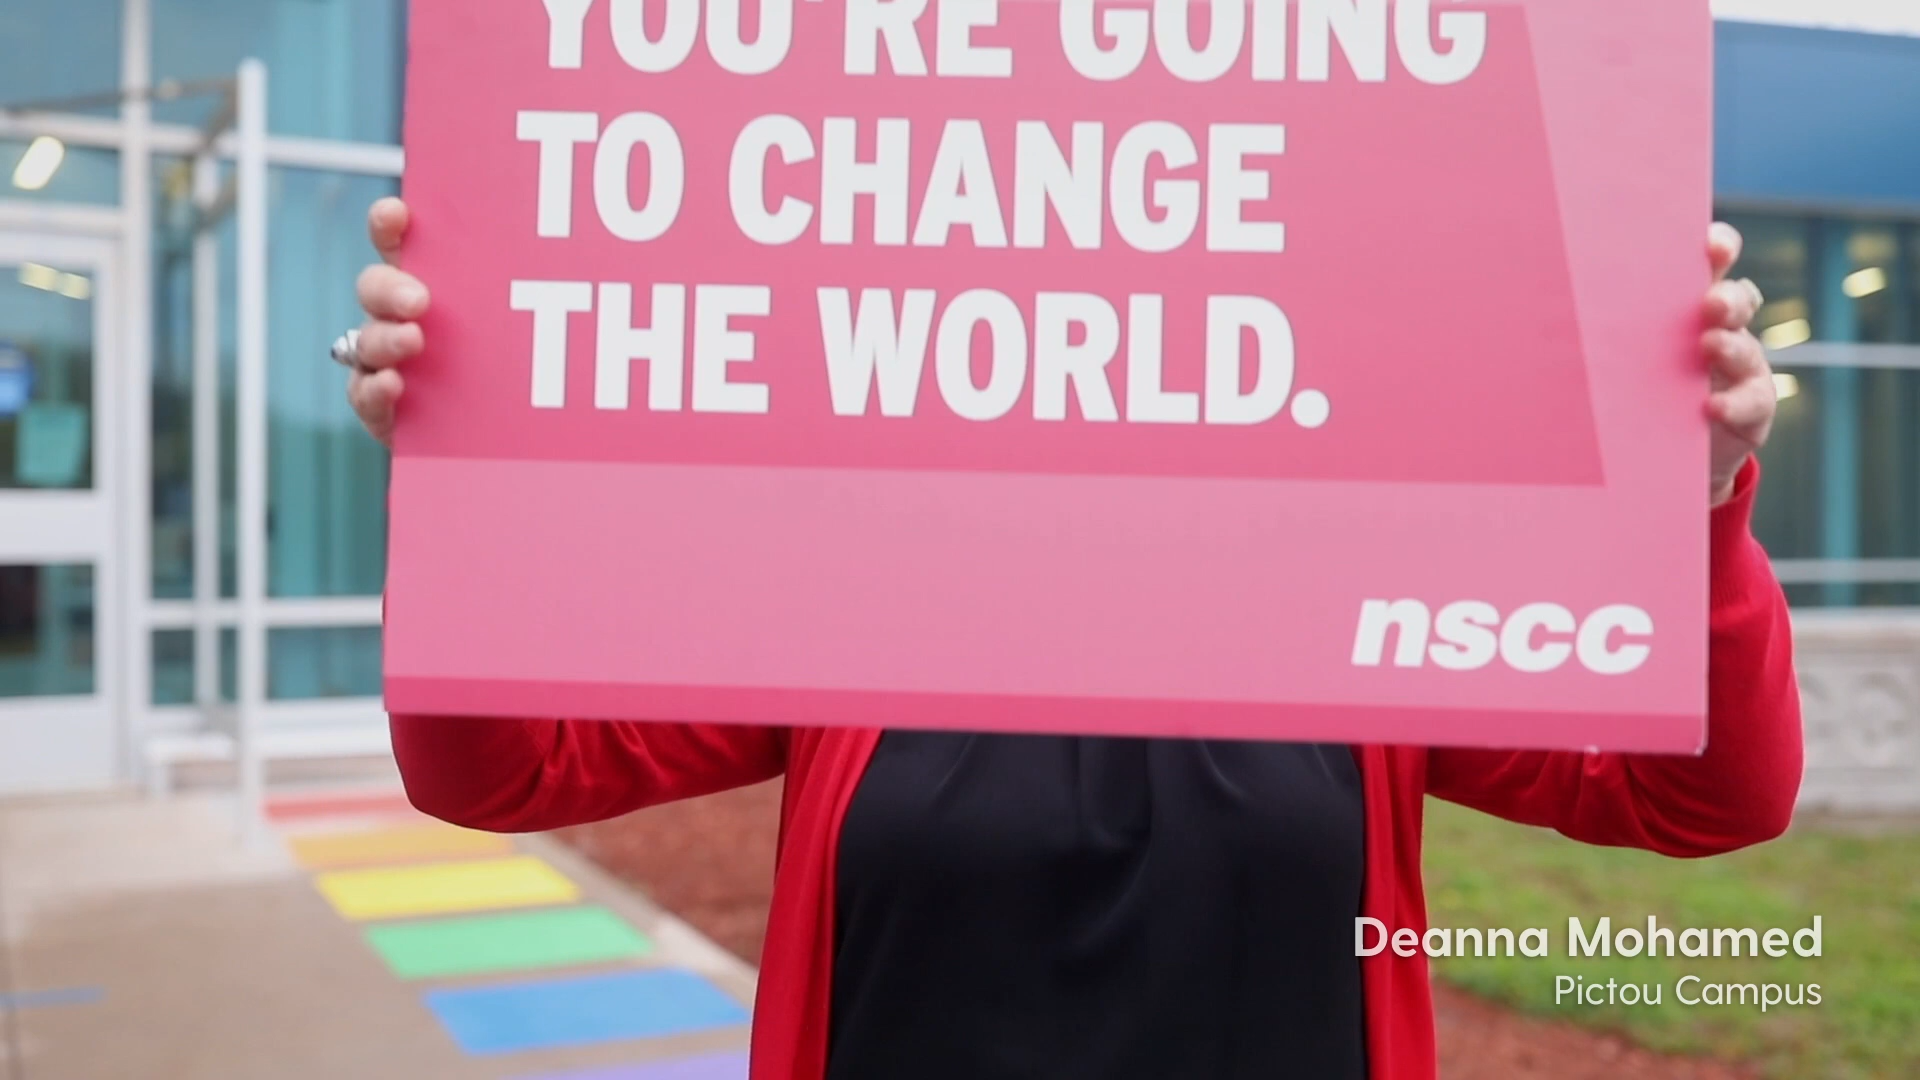 YOU'RE GOING
TO CHANGE
THE WORLD.
nscc
Deanna Mohamed
Pictou Campus